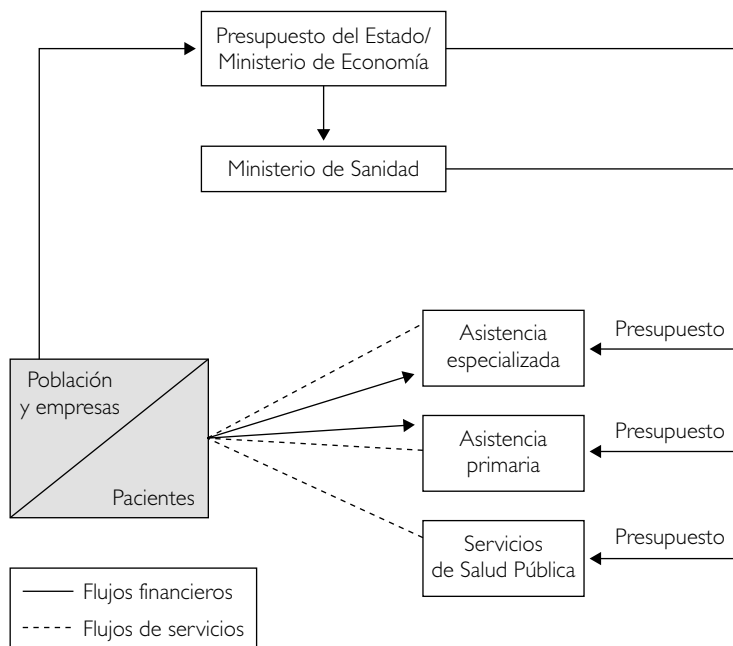 Presupuesto del Estado/
Ministerio de Economía
Ministerio de Sanidad
Asistencia
especializada
Presupuesto
Población
y empresas
Pacientes
Asistencia
primaria
Presupuesto
Servicios
de Salud Pública
Presupuesto
Flujos financieros
Flujos de servicios